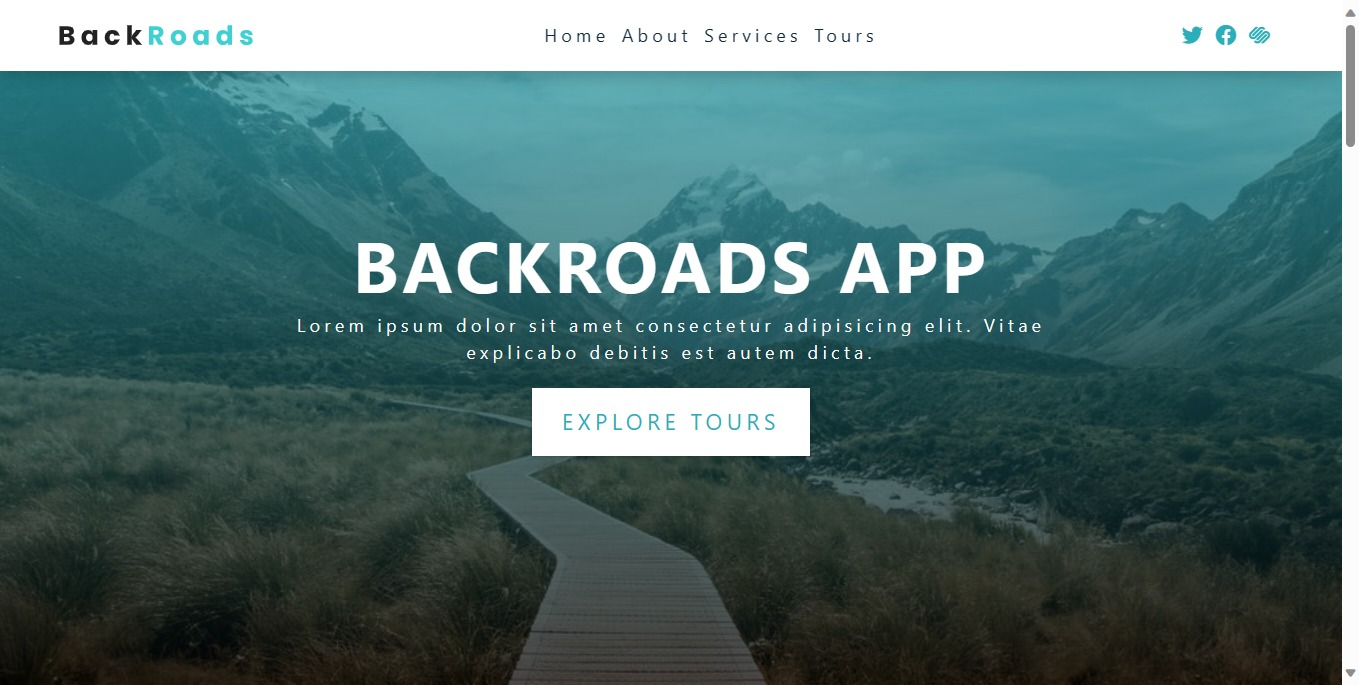 BackRoads
Home About Services Tours
BACKROADS APP
Lorem ipsum dolor sit amet consectetur adipisicing elit. Vitae
explicabo debitis est autem dicta.
EXPLORE TOURS